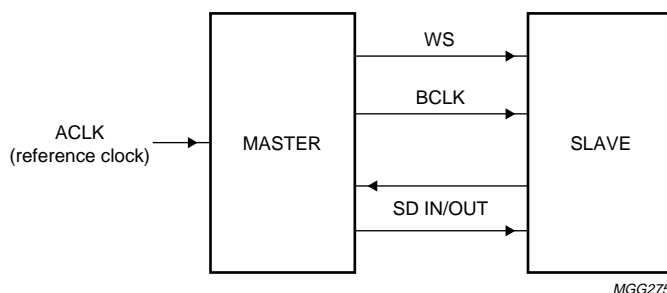 WS
BCLK
ACLK
(reference clock)
MASTER
SLAVE
SD IN/OUT
MGG275